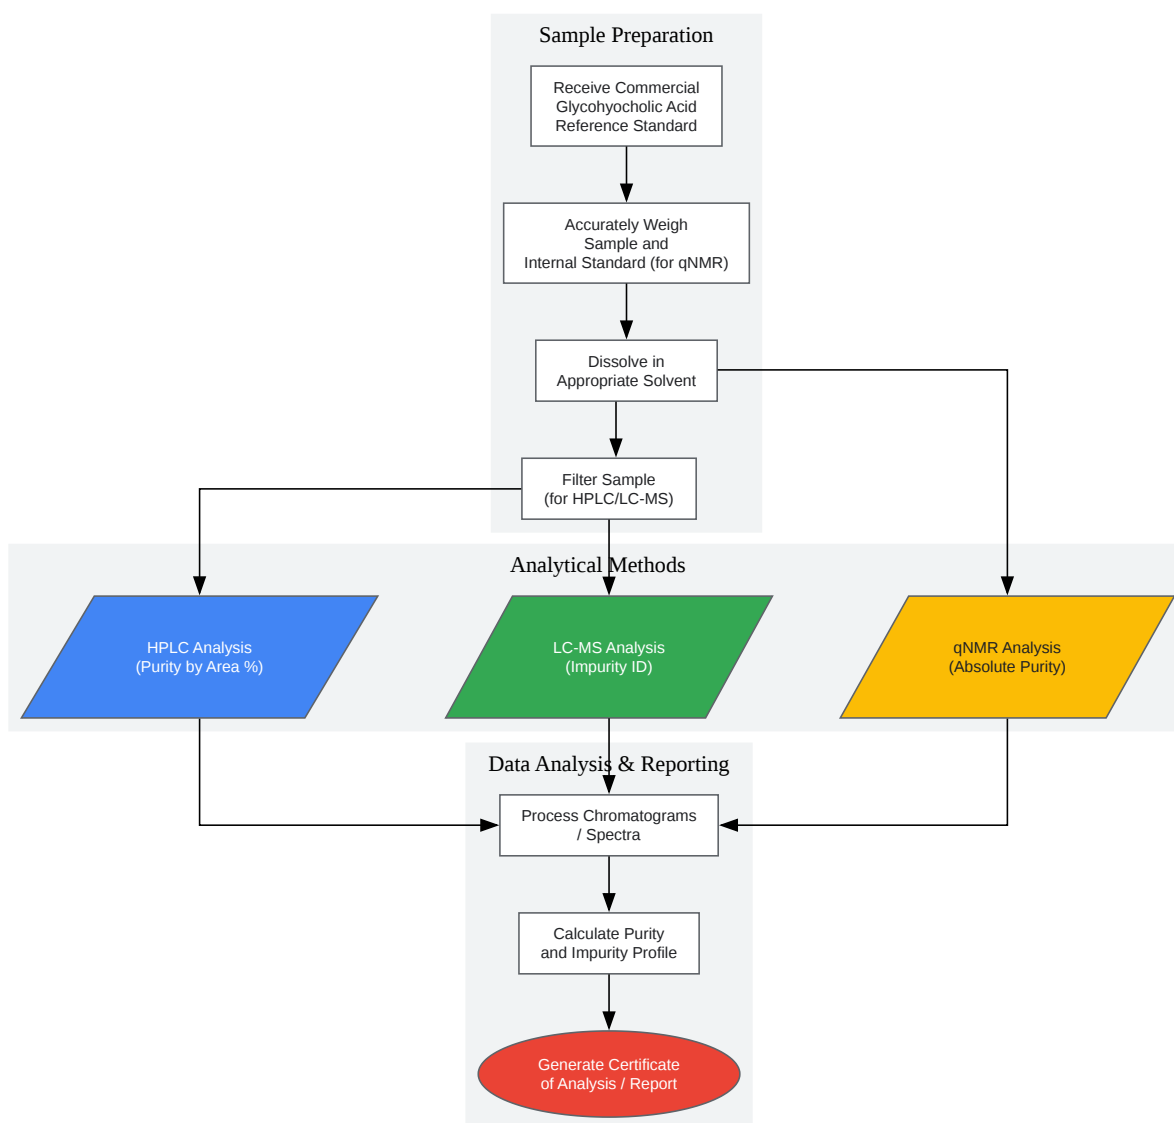 Sample Preparation
Receive Commercial
Glycohyocholic Acid
Reference Standard
Accurately Weigh
Sample and
Internal Standard (for qNMR)
Dissolve in
Appropriate Solvent
Filter Sample
(for HPLC/LC-MS)
Analytical Methods
HPLC Analysis
(Purity by Area %)
LC-MS Analysis
(Impurity ID)
qNMR Analysis
(Absolute Purity)
Data Analysis & Reporting
Process Chromatograms
/ Spectra
Calculate Purity
and Impurity Profile
Generate Certificate
of Analysis / Report